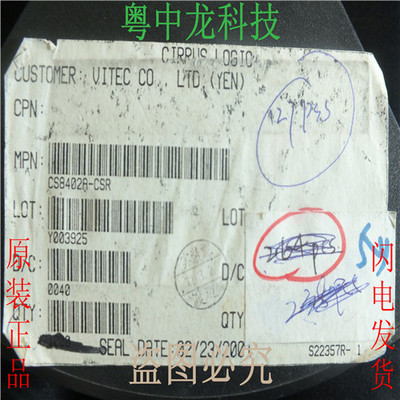 粤中龙科技
CIRRUS LOGIC
CUSTOMER: VITEC CO., LTD.(YEN)
CPN:
MPN:
CS8402A-CSR
LOT: LOT
Y003925
D/C: D/C
0040
QTY: QTY
SEAL DATE: 02/23/200
S22357R- 1
原装正品
闪电发货
盗图必究